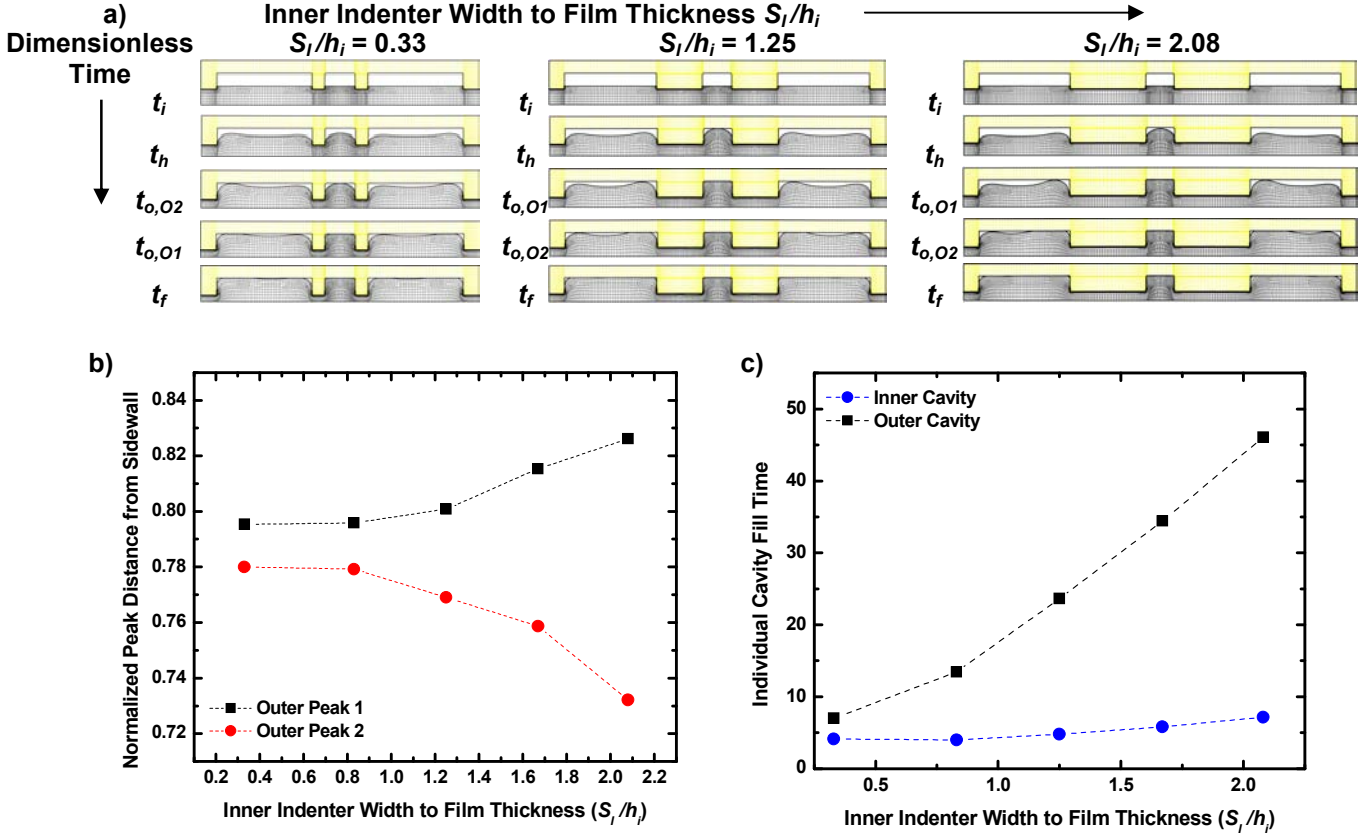 a)
Inner Indenter Width to Film Thickness S_I/h_i
Dimensionless
Time
S_I/h_i = 0.33
S_I/h_i = 1.25
S_I/h_i = 2.08
t_i
t_h
t_o,O2
t_o,O1
t_f
t_i
t_h
t_o,O1
t_o,O2
t_f
t_i
t_h
t_o,O1
t_o,O2
t_f
b)
Normalized Peak Distance from Sidewall
0.84
0.82
0.80
0.78
0.76
0.74
0.72
Outer Peak 1
Outer Peak 2
0.2 0.4 0.6 0.8 1.0 1.2 1.4 1.6 1.8 2.0 2.2
Inner Indenter Width to Film Thickness (S_I/h_i)
c)
Individual Cavity Fill Time
Inner Cavity
Outer Cavity
50
40
30
20
10
0
0.5 1.0 1.5 2.0
Inner Indenter Width to Film Thickness (S_I/h_i)